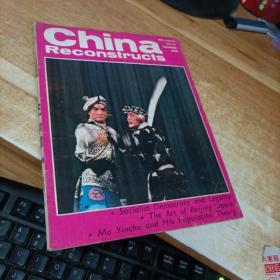 China
Reconstructs
• Socialist Democracy and Legality
• The Art of Beijing Opera
• Ma Yinchu and His Population Theory